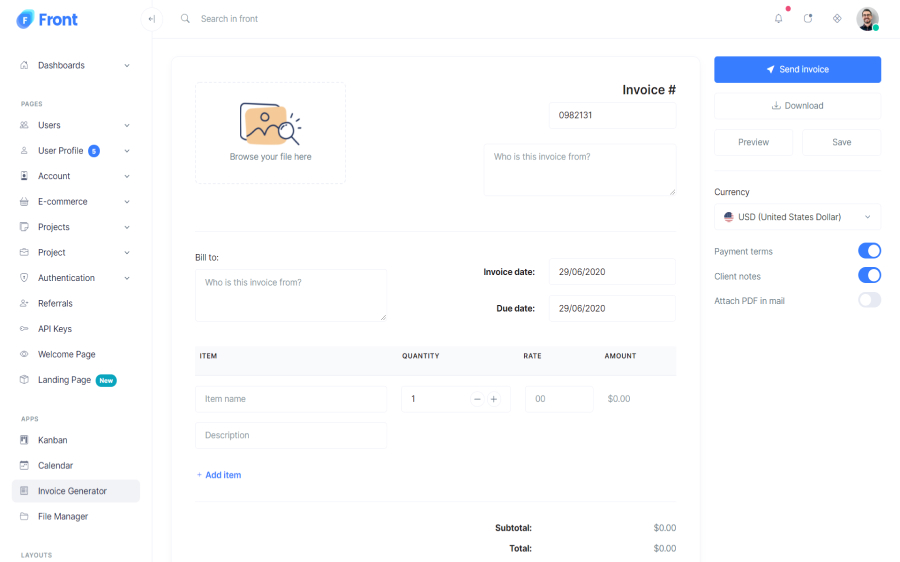 Front
Search in front
Dashboards
PAGES
Users
User Profile 5
Account
E-commerce
Projects
Project
Authentication
Referrals
API Keys
Welcome Page
Landing Page New
APPS
Kanban
Calendar
Invoice Generator
File Manager
LAYOUTS
Browse your file here
Invoice #
0982131
Who is this invoice from?
Bill to:
Who is this invoice from?
Invoice date: 29/06/2020
Due date: 29/06/2020
ITEM QUANTITY RATE AMOUNT
Item name 1 − + 00 $0.00
Description
+ Add item
Subtotal: $0.00
Total: $0.00
Send invoice
Download
Preview Save
Currency
USD (United States Dollar)
Payment terms
Client notes
Attach PDF in mail